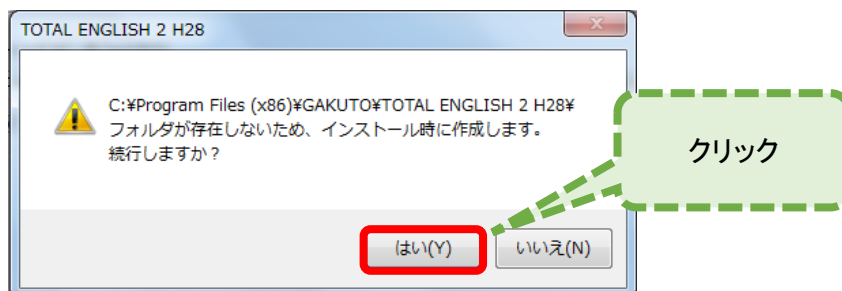 TOTAL ENGLISH 2 H28
C:¥Program Files (x86)¥GAKUTO¥TOTAL ENGLISH 2 H28¥
フォルダが存在しないため、インストール時に作成します。
続行しますか？
クリック
はい(Y)
いいえ(N)